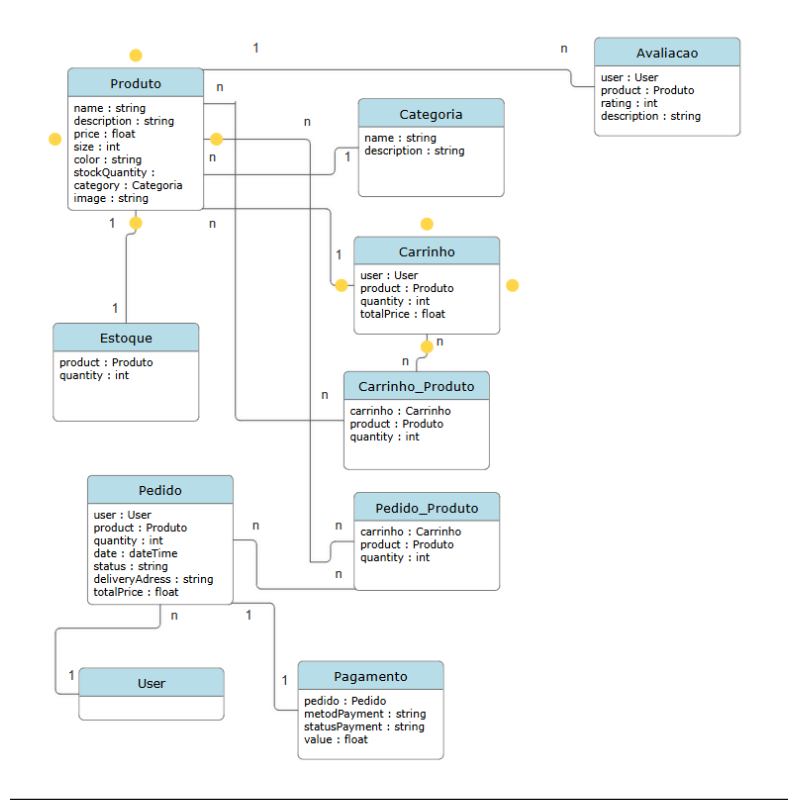 1
n
Avaliacao
user : User
product : Produto
rating : int
description : string
Produto
name : string
description : string
price : float
size : int
color : string
stockQuantity :
category : Categoria
image : string
n
n
n
n
1
Categoria
name : string
description : string
1
Carrinho
user : User
product : Produto
quantity : int
totalPrice : float
1
1
Estoque
product : Produto
quantity : int
n
n
n
Carrinho_Produto
carrinho : Carrinho
product : Produto
quantity : int
Pedido
user : User
product : Produto
quantity : int
date : dateTime
status : string
deliveryAdress : string
totalPrice : float
n
n
n
Pedido_Produto
carrinho : Carrinho
product : Produto
quantity : int
n
1
1
User
1
Pagamento
pedido : Pedido
metodPayment : string
statusPayment : string
value : float